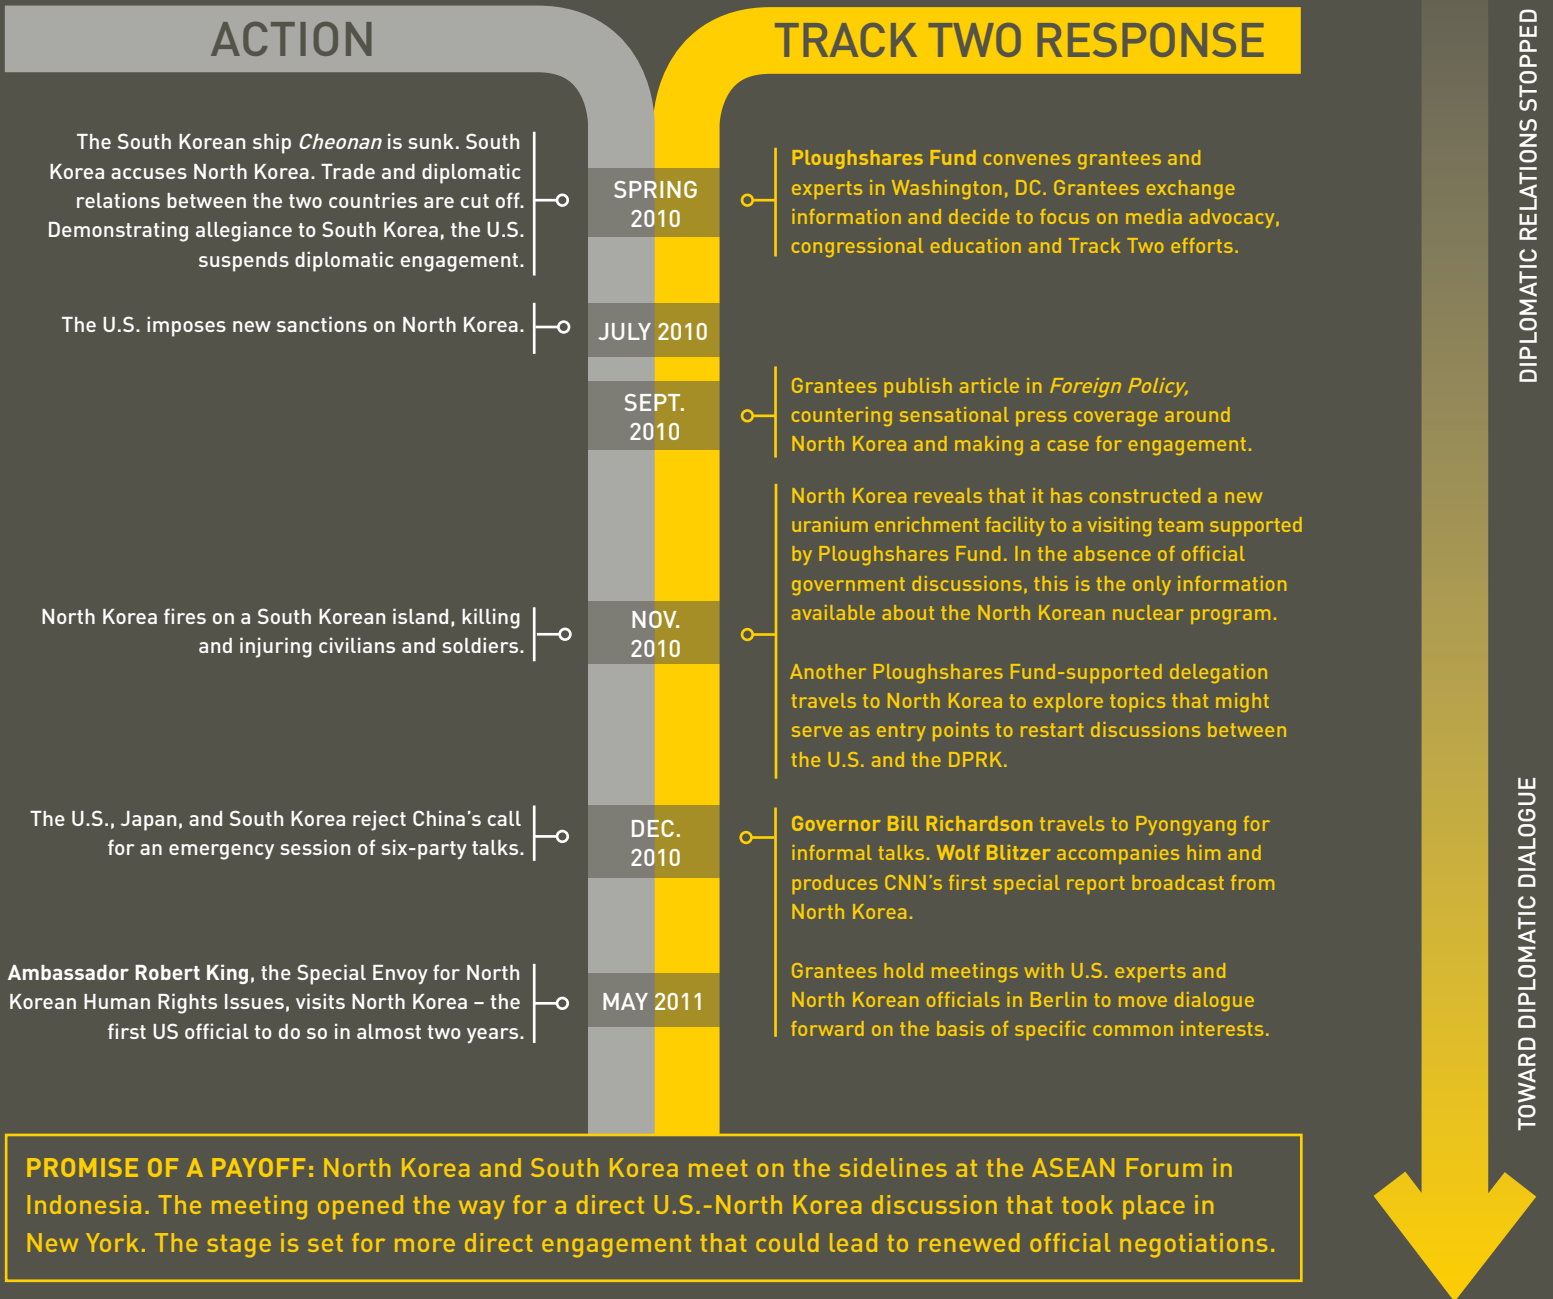 ACTION
TRACK TWO RESPONSE
The South Korean ship Cheonan is sunk. South
Korea accuses North Korea. Trade and diplomatic
relations between the two countries are cut off.
Demonstrating allegiance to South Korea, the U.S.
suspends diplomatic engagement.
SPRING
2010
Ploughshares Fund convenes grantees and
experts in Washington, DC. Grantees exchange
information and decide to focus on media advocacy,
congressional education and Track Two efforts.
The U.S. imposes new sanctions on North Korea.
JULY 2010
SEPT.
2010
Grantees publish article in Foreign Policy,
countering sensational press coverage around
North Korea and making a case for engagement.
North Korea fires on a South Korean island, killing
and injuring civilians and soldiers.
NOV.
2010
North Korea reveals that it has constructed a new
uranium enrichment facility to a visiting team supported
by Ploughshares Fund. In the absence of official
government discussions, this is the only information
available about the North Korean nuclear program.
Another Ploughshares Fund-supported delegation
travels to North Korea to explore topics that might
serve as entry points to restart discussions between
the U.S. and the DPRK.
The U.S., Japan, and South Korea reject China's call
for an emergency session of six-party talks.
DEC.
2010
Governor Bill Richardson travels to Pyongyang for
informal talks. Wolf Blitzer accompanies him and
produces CNN's first special report broadcast from
North Korea.
Ambassador Robert King, the Special Envoy for North
Korean Human Rights Issues, visits North Korea – the
first US official to do so in almost two years.
MAY 2011
Grantees hold meetings with U.S. experts and
North Korean officials in Berlin to move dialogue
forward on the basis of specific common interests.
PROMISE OF A PAYOFF: North Korea and South Korea meet on the sidelines at the ASEAN Forum in
Indonesia. The meeting opened the way for a direct U.S.-North Korea discussion that took place in
New York. The stage is set for more direct engagement that could lead to renewed official negotiations.
DIPLOMATIC RELATIONS STOPPED
TOWARD DIPLOMATIC DIALOGUE